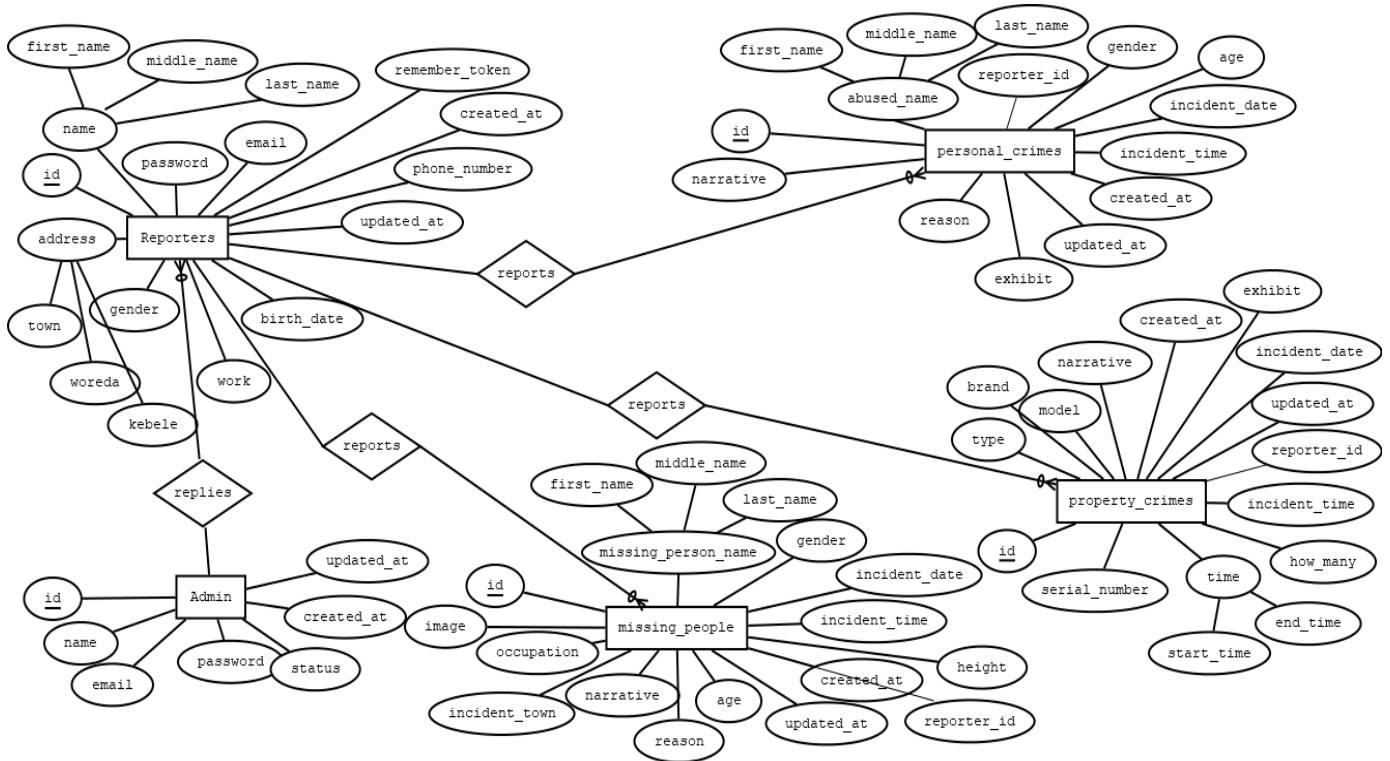 first_name
middle_name
last_name
remember_token
name
created_at
email
password
id
phone_number
updated_at
address
Reporters
gender
birth_date
town
woreda
work
kebele
reports
first_name
middle_name
last_name
gender
age
reporter_id
abused_name
incident_date
id
personal_crimes
incident_time
narrative
created_at
reason
updated_at
exhibit
reports
exhibit
created_at
narrative
incident_date
brand
model
updated_at
type
reporter_id
property_crimes
incident_time
id
how_many
serial_number
time
end_time
start_time
reports
middle_name
first_name
last_name
missing_person_name
gender
incident_date
id
incident_time
image
missing_people
occupation
height
created_at
narrative
age
incident_town
updated_at
reporter_id
reason
replies
updated_at
id
Admin
created_at
name
password
status
email